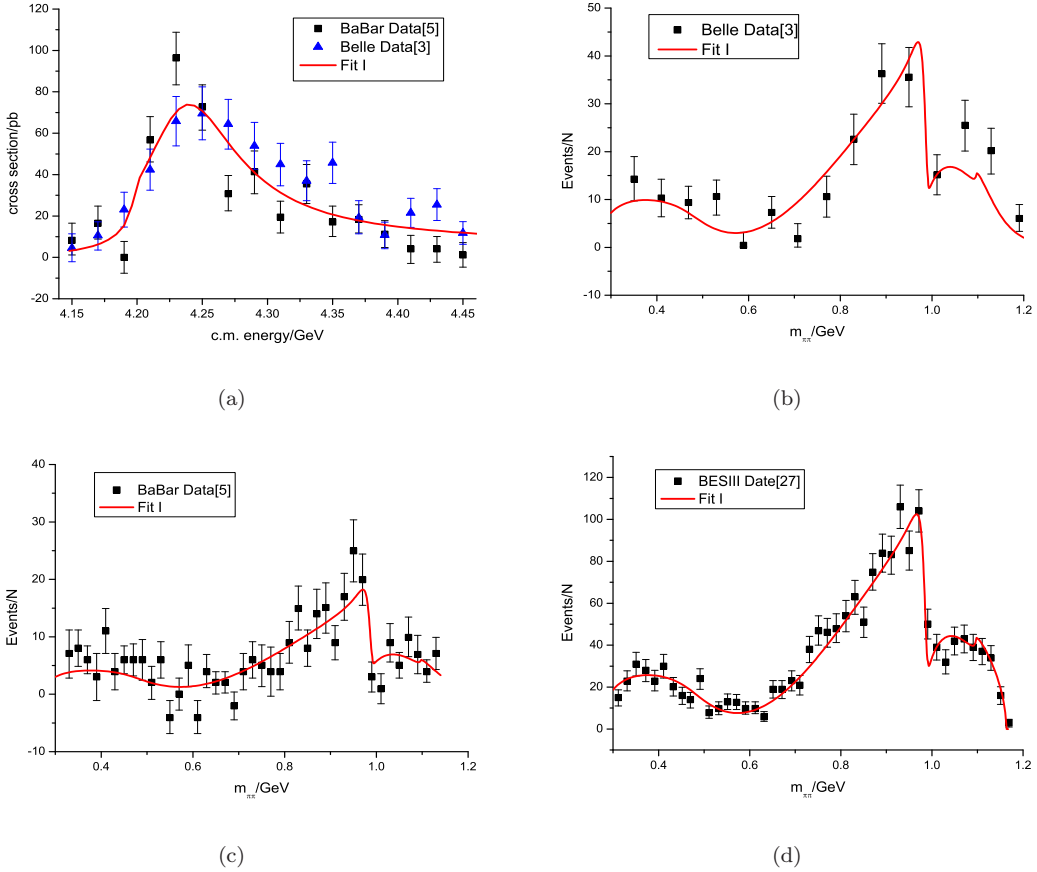 120
100
80
60
40
20
0
-20
BaBar Data[5]
Belle Data[3]
Fit I
cross section/pb
4.15 4.20 4.25 4.30 4.35 4.40 4.45
c.m. energy/GeV
(a)
50
40
30
20
10
0
-10
Belle Data[3]
Fit I
Events/N
0.4 0.6 0.8 1.0 1.2
mππ/GeV
(b)
40
30
20
10
0
-10
BaBar Data[5]
Fit I
Events/N
0.4 0.6 0.8 1.0 1.2
mππ/GeV
(c)
120
100
80
60
40
20
0
BESIII Date[27]
Fit I
Events/N
0.4 0.6 0.8 1.0 1.2
mππ/GeV
(d)